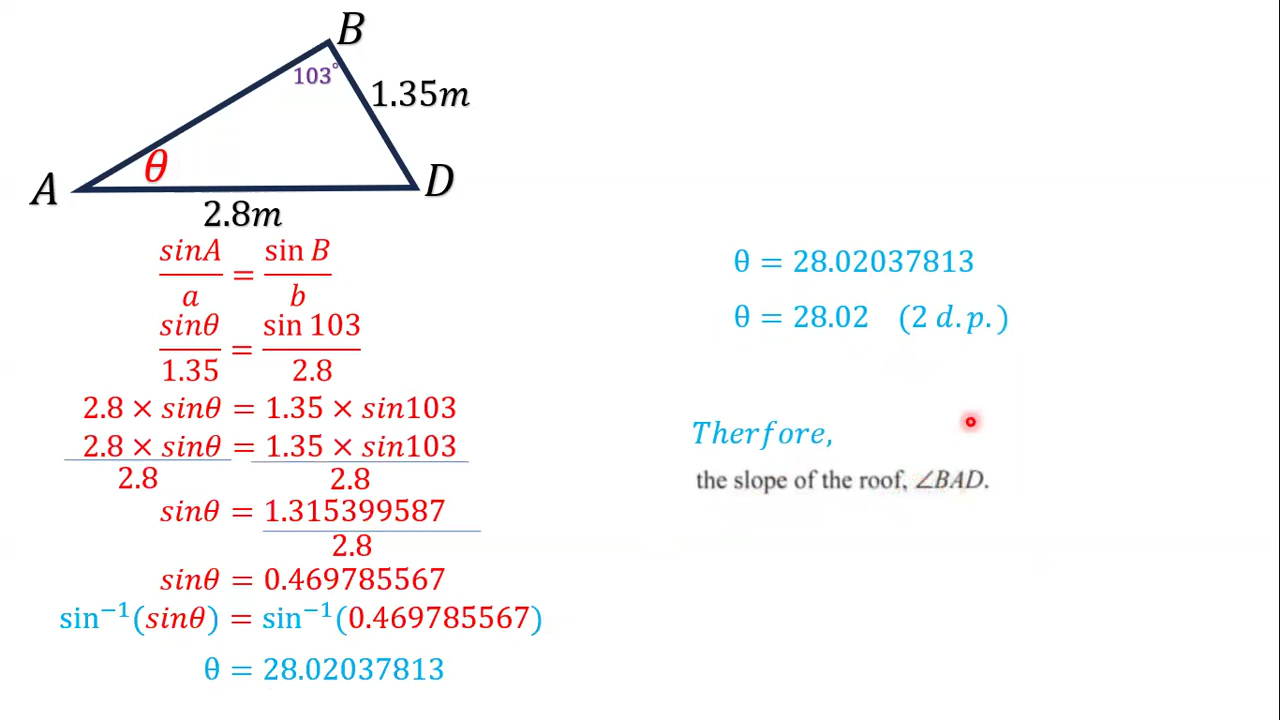 B
103°
1.35m
θ
A
D
2.8m
sinA/a = sin B/b
sinθ/1.35 = sin 103/2.8
2.8 × sinθ = 1.35 × sin103
2.8 × sinθ = 1.35 × sin103
2.8 2.8
sinθ = 1.315399587
2.8
sinθ = 0.469785567
sin⁻¹(sinθ) = sin⁻¹(0.469785567)
θ = 28.02037813
θ = 28.02037813
θ = 28.02 (2 d.p.)
Therfore,
the slope of the roof, ∠BAD.